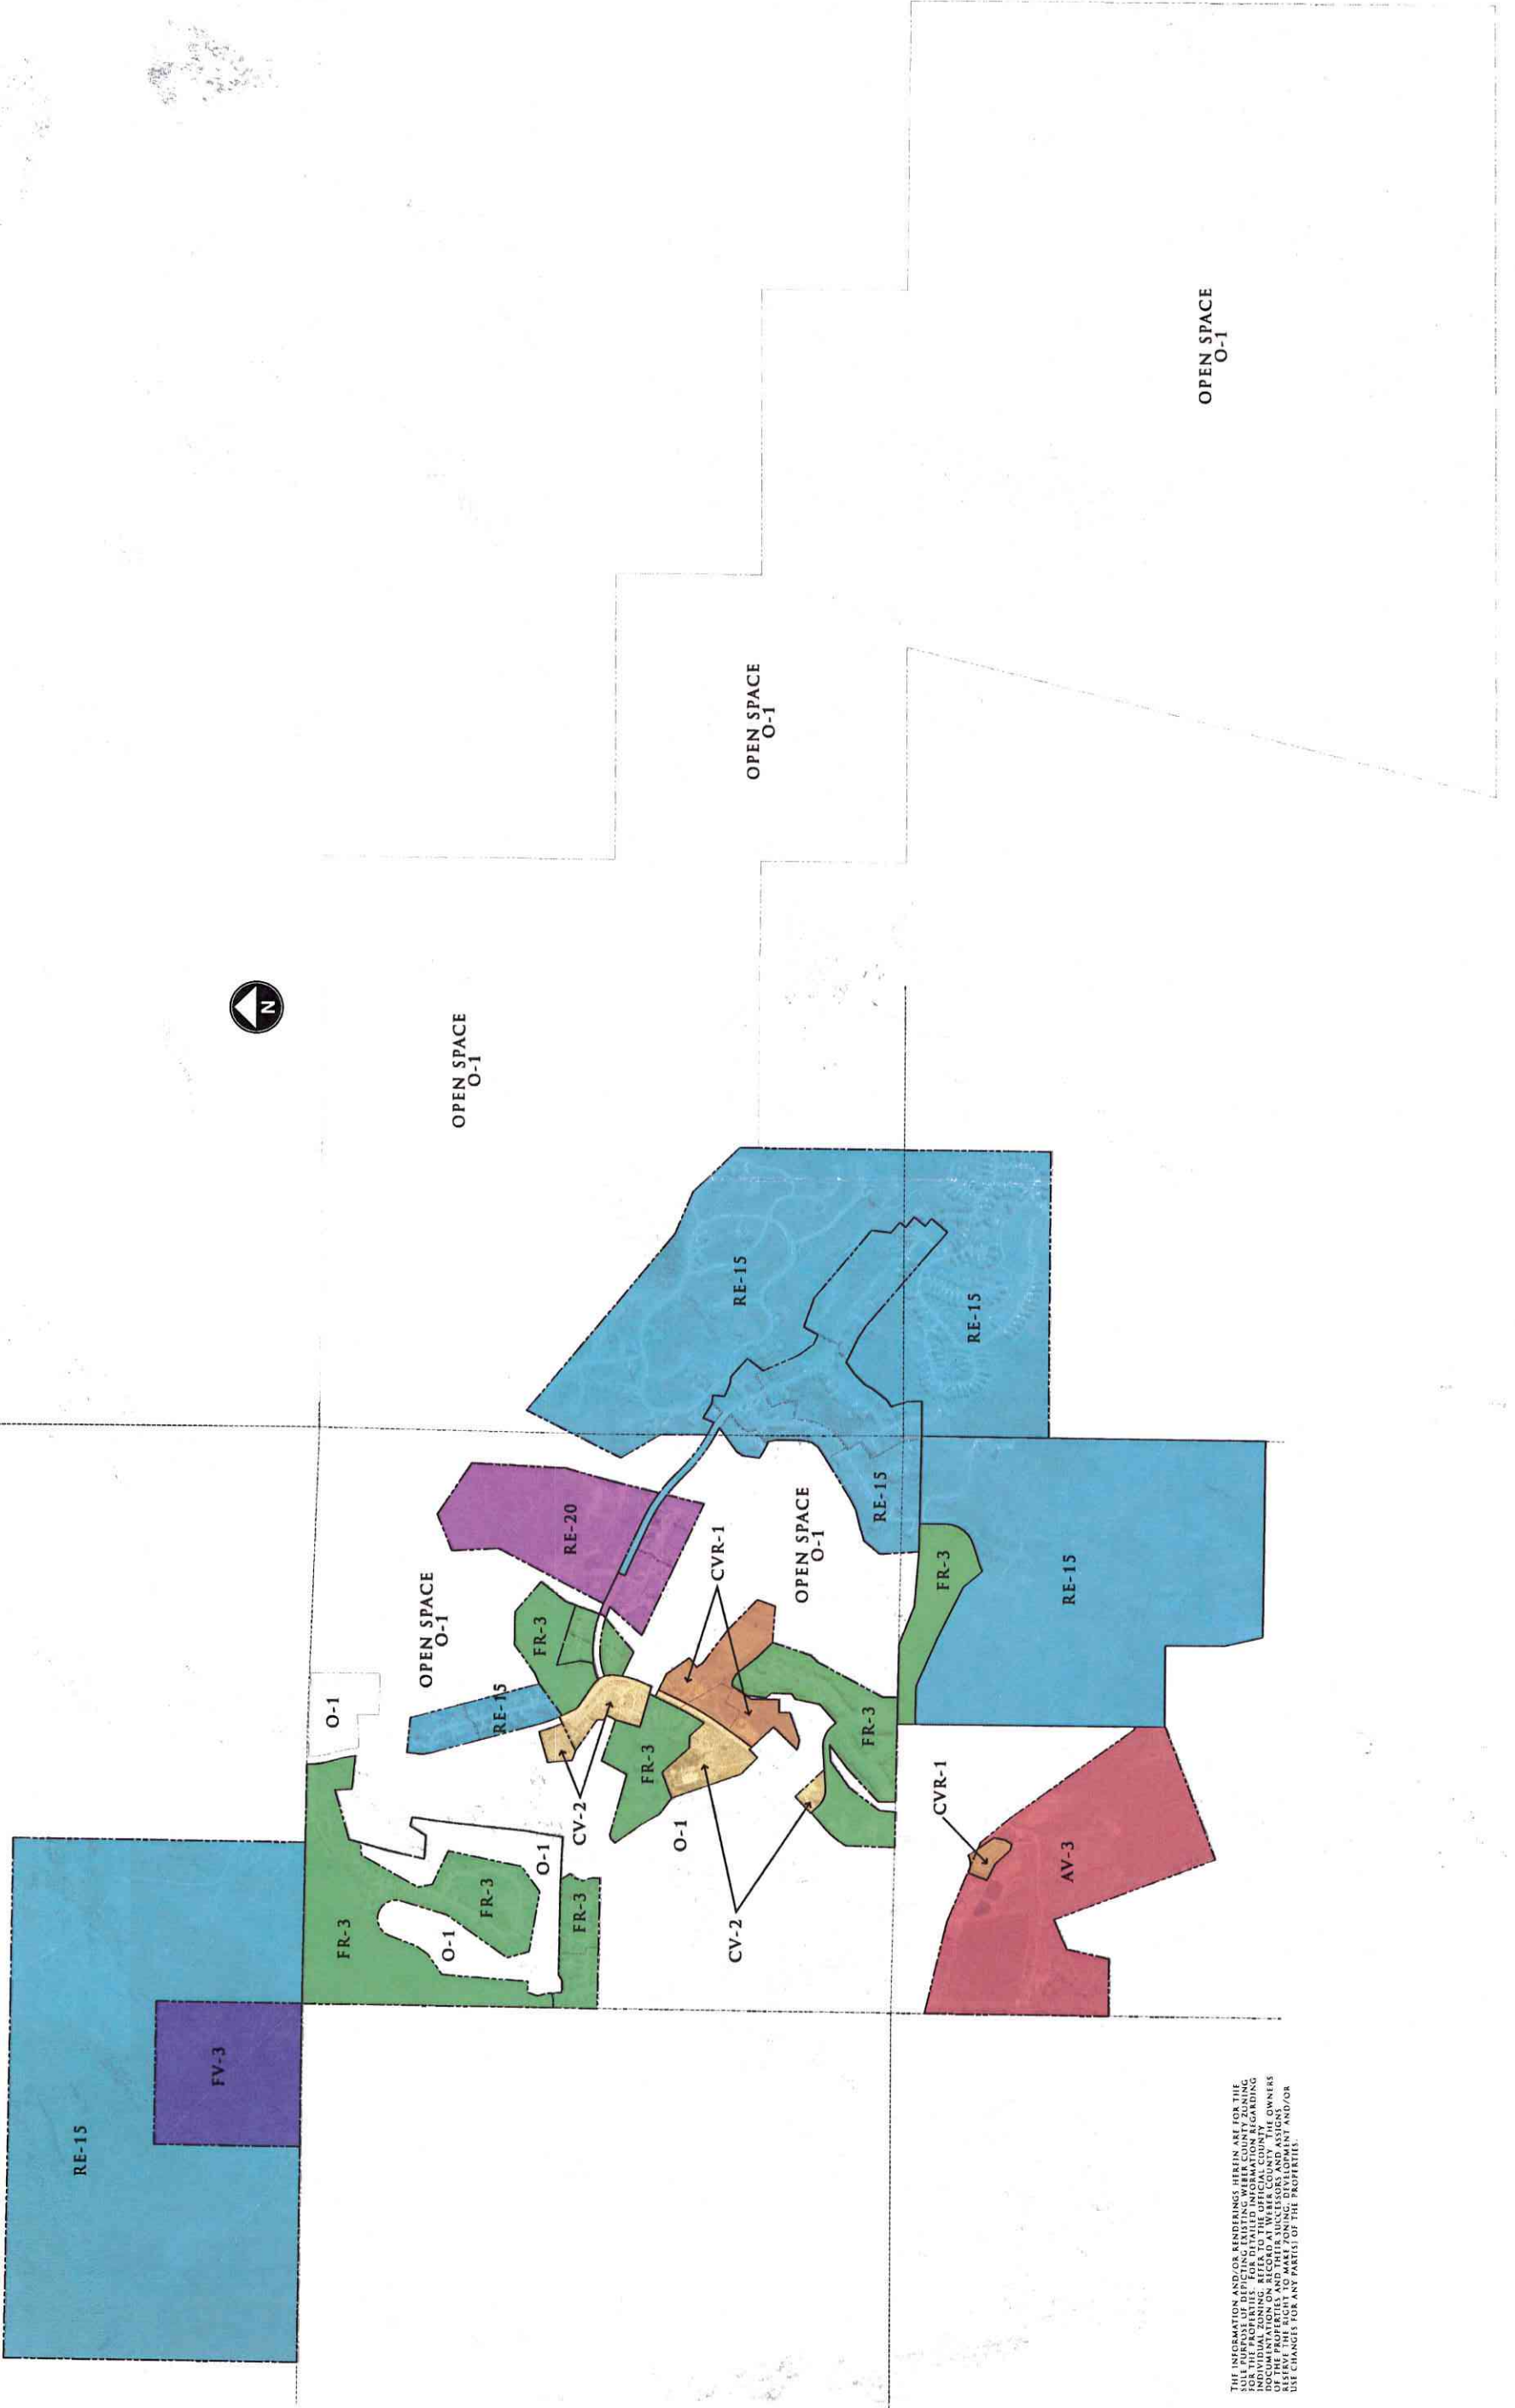 RE-15
FV-3
N
FR-3
O-1
OPEN SPACE
O-1
O-1
OPEN SPACE
O-1
FR-3
RE-15
O-1
FR-3
FR-3
CV-2
RE-20
FR-3
O-1
CVR-1
CV-2
RE-15
OPEN SPACE
O-1
OPEN SPACE
O-1
FR-3
RE-15
CVR-1
FR-3
RE-15
AV-3
RE-15
OPEN SPACE
O-1
THE INFORMATION AND/OR RENDERINGS HEREIN ARE FOR THE
SOLE PURPOSE OF DEPICTING EXISTING WEBER COUNTY ZONING
FOR THE PROPERTIES. FOR DETAILED INFORMATION REGARDING
INDIVIDUAL ZONING, REFER TO THE OFFICIAL COUNTY
DOCUMENTATION ON RECORD AT WEBER COUNTY. THE OWNERS
OF THE PROPERTIES AND THEIR SUCCESSORS AND ASSIGNS
RESERVE THE RIGHT TO MAKE ZONING, DEVELOPMENT AND/OR
USE CHANGES FOR ANY PART(S) OF THE PROPERTIES.